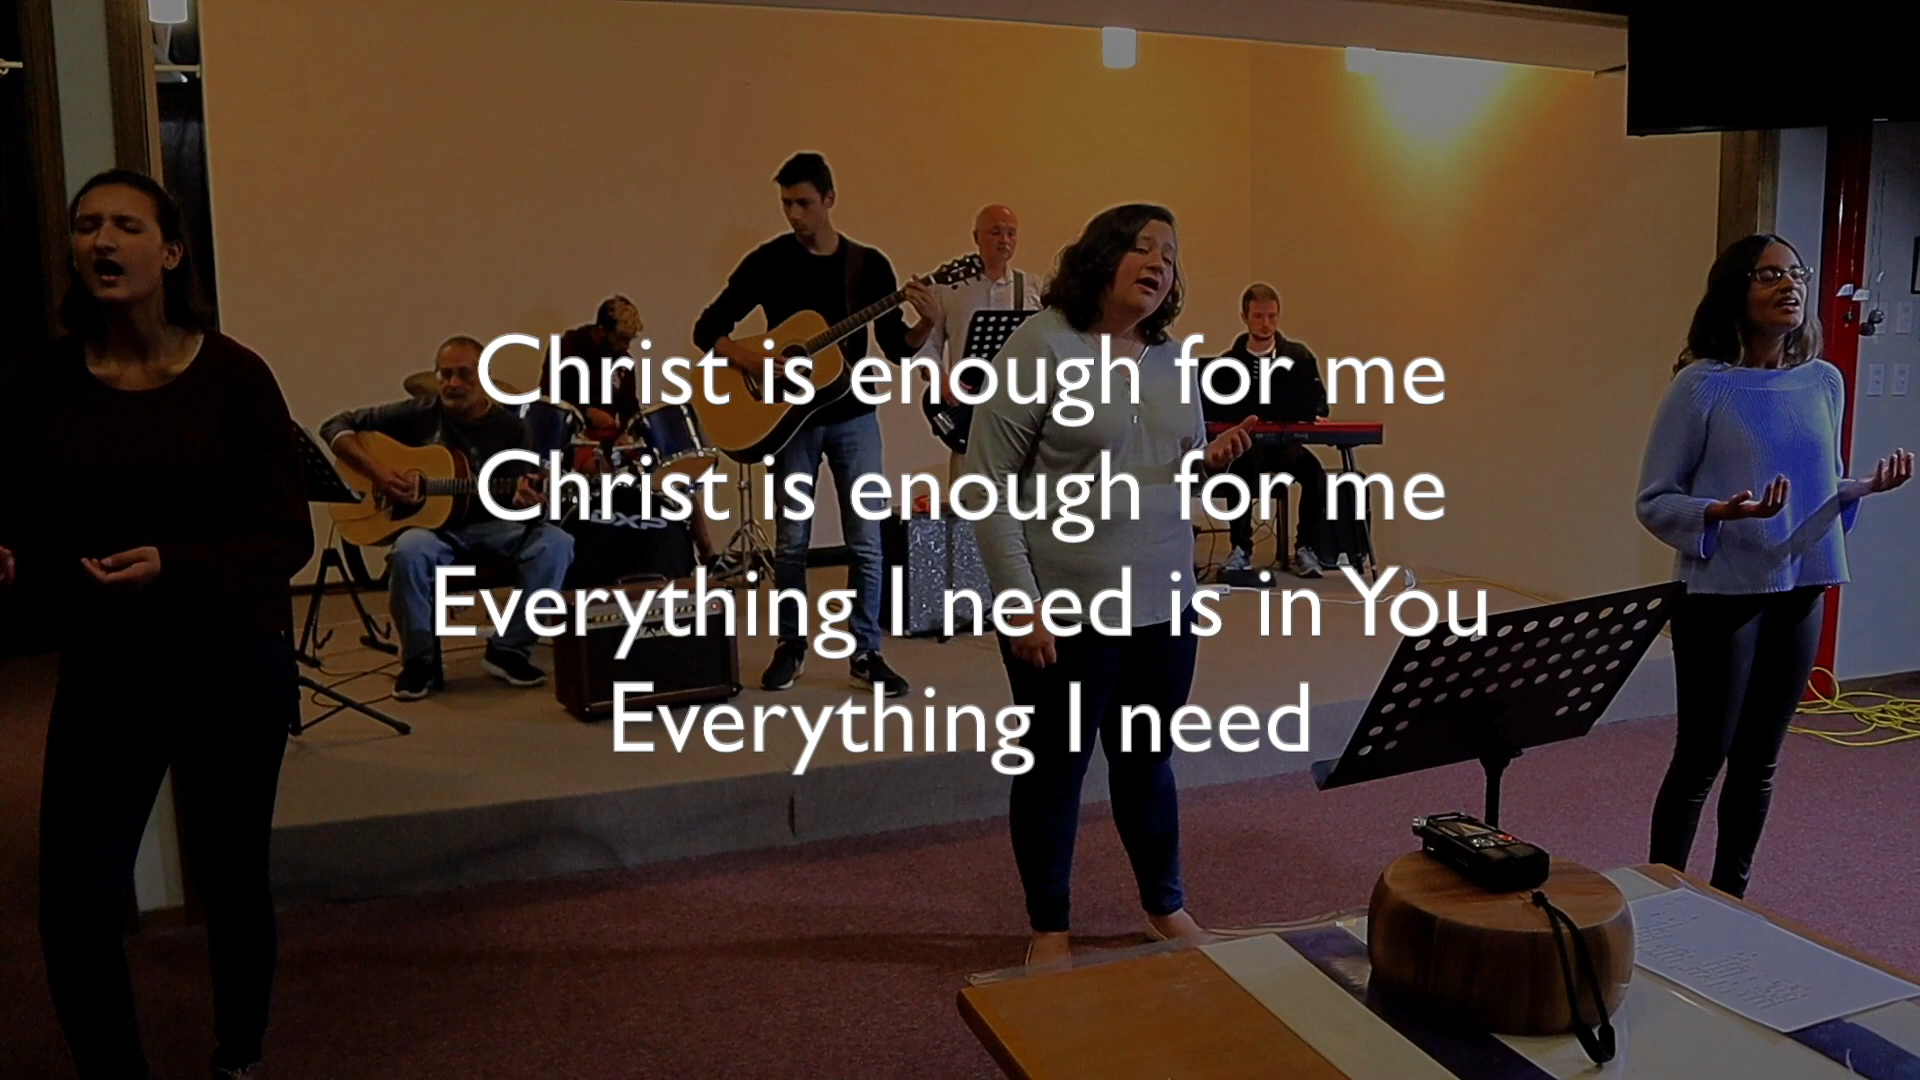 Christ is enough for me
Christ is enough for me
Everything I need is in You
Everything I need